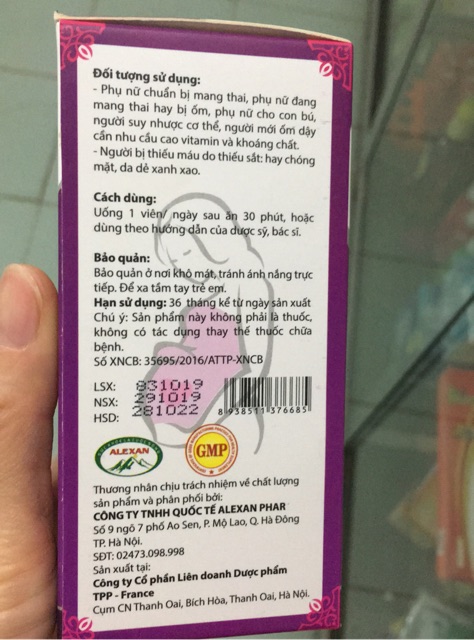 Đối tượng sử dụng:
- Phụ nữ chuẩn bị mang thai, phụ nữ đang
mang thai hay bị ốm, phụ nữ cho con bú,
người suy nhược cơ thể, người mới ốm dậy
cần nhu cầu cao vitamin và khoáng chất.
- Người bị thiếu máu do thiếu sắt: hay chóng
mặt, da dẻ xanh xao.
Cách dùng:
Uống 1 viên/ ngày sau ăn 30 phút, hoặc
dùng theo hướng dẫn của dược sỹ, bác sĩ.
Bảo quản:
Bảo quản ở nơi khô mát, tránh ánh nắng trực
tiếp. Để xa tầm tay trẻ em.
Hạn sử dụng: 36 tháng kể từ ngày sản xuất
Chú ý: Sản phẩm này không phải là thuốc,
không có tác dụng thay thế thuốc chữa
bệnh.
Số XNCB: 35695/2016/ATTP-XNCB
LSX: 831019
NSX: 291019
HSD: 281022
8 938511 376685
ALEXAN
GMP
Thương nhân chịu trách nhiệm về chất lượng
sản phẩm và phân phối bởi:
CÔNG TY TNHH QUỐC TẾ ALEXAN PHAR
Số 9 ngõ 7 phố Ao Sen, P. Mộ Lao, Q. Hà Đông
TP. Hà Nội.
SĐT: 02473.098.998
Sản xuất tại:
Công ty Cổ phần Liên doanh Dược phẩm
TPP - France
Cụm CN Thanh Oai, Bích Hòa, Thanh Oai, Hà Nội.